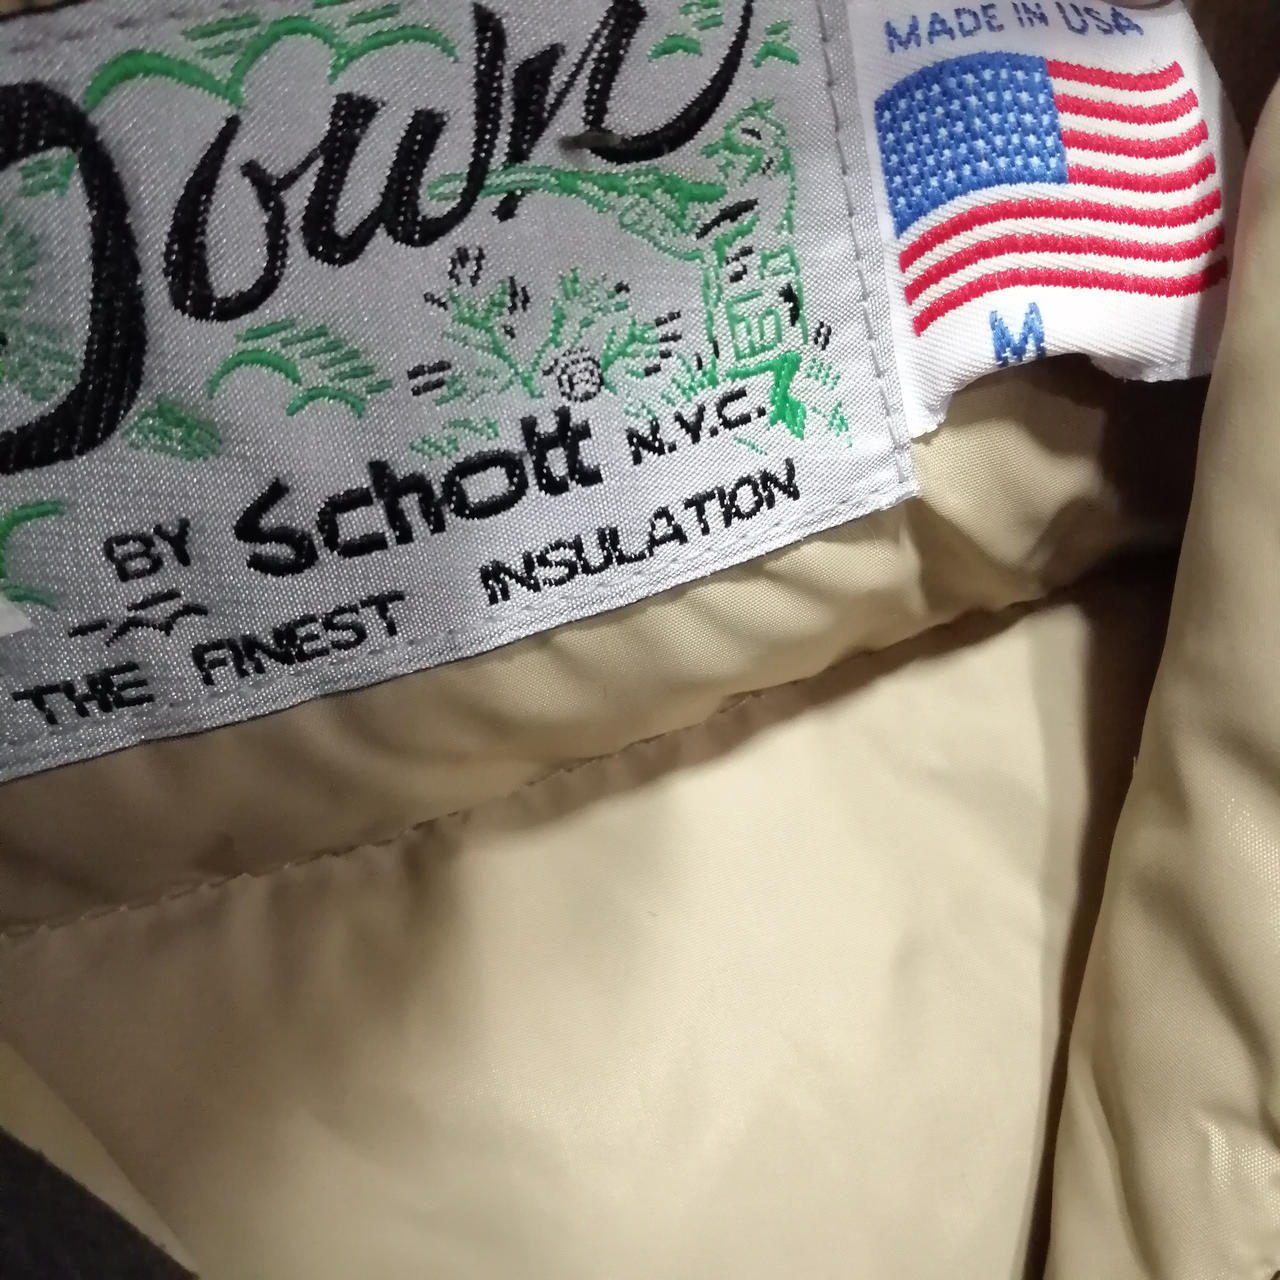 Down
BY Schott N.Y.C.
THE FINEST INSULATION
MADE IN USA
M